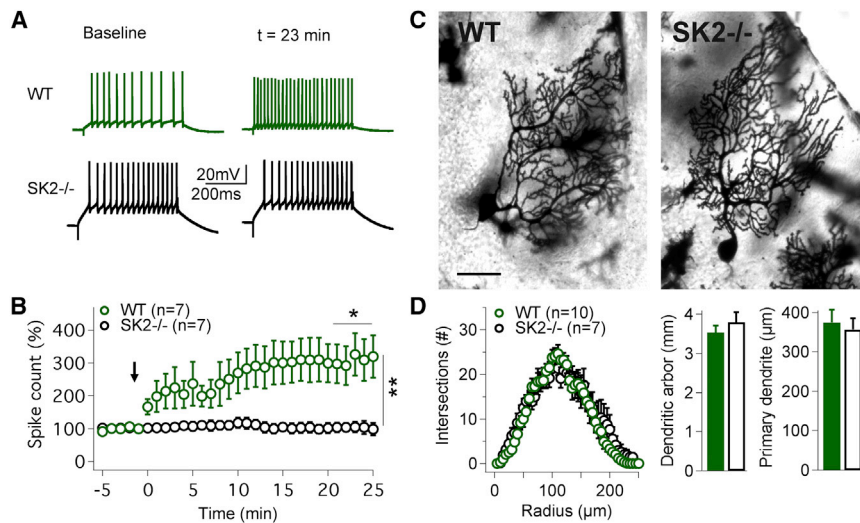 A
Baseline
t = 23 min
WT
SK2-/-
20mV
200ms
B
WT (n=7)
SK2-/- (n=7)
*
**
Spike count (%)
400
300
200
100
0
-5
0
5
10
15
20
25
Time (min)
C
WT
SK2-/-
D
WT (n=10)
SK2-/- (n=7)
Intersections (#)
30
20
10
0
0
100
200
Radius (µm)
Dendritic arbor (mm)
4
3
2
1
0
Primary dendrite (µm)
400
300
200
100
0